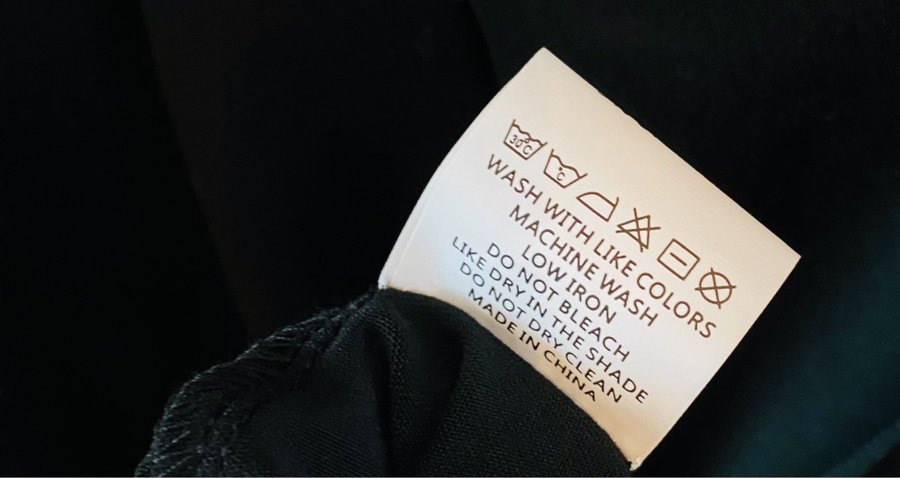 30°C °C
WASH WITH LIKE COLORS
MACHINE WASH
LOW IRON
DO NOT BLEACH
LIKE DRY IN THE SHADE
DO NOT DRY CLEAN
MADE IN CHINA